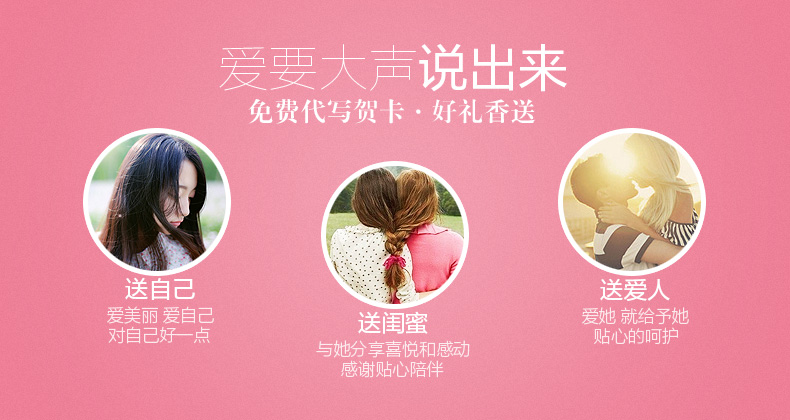 爱要大声说出来
免费代写贺卡·好礼香送
送自己
爱美丽 爱自己
对自己好一点
送闺蜜
与她分享喜悦和感动
感谢贴心陪伴
送爱人
爱她 就给予她
贴心的呵护